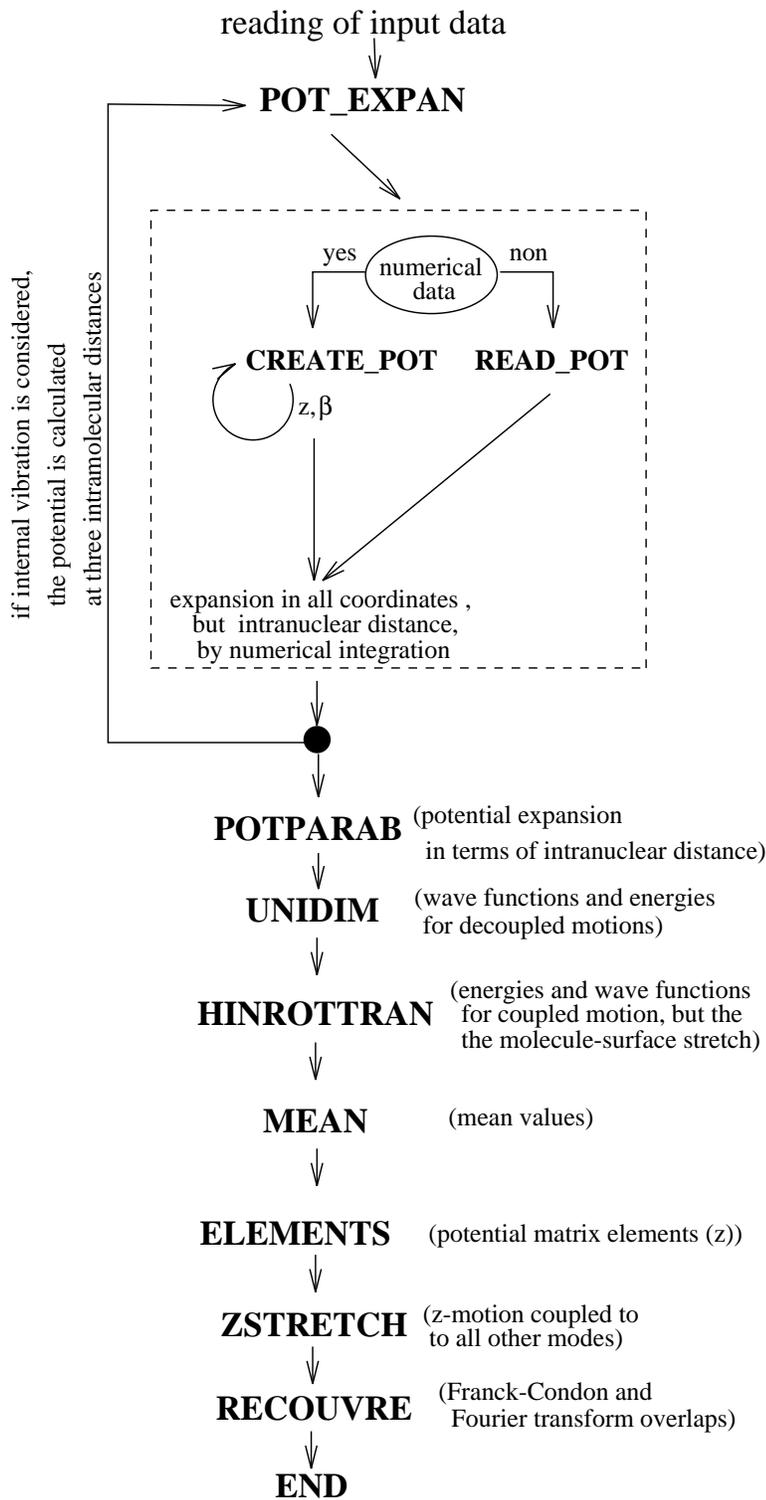 reading of input data
POT_EXPAN
if internal vibration is considered,
the potential is calculated
at three intramolecular distances
yes
numerical
data
non
CREATE_POT
READ_POT
z,β
expansion in all coordinates ,
but intranuclear distance,
by numerical integration
POTPARAB
(potential expansion
in terms of intranuclear distance)
UNIDIM
(wave functions and energies
for decoupled motions)
HINROTTRAN
(energies and wave functions
for coupled motion, but the
the molecule-surface stretch)
MEAN
(mean values)
ELEMENTS
(potential matrix elements (z))
ZSTRETCH
(z-motion coupled to
to all other modes)
RECOUVRE
(Franck-Condon and
Fourier transform overlaps)
END